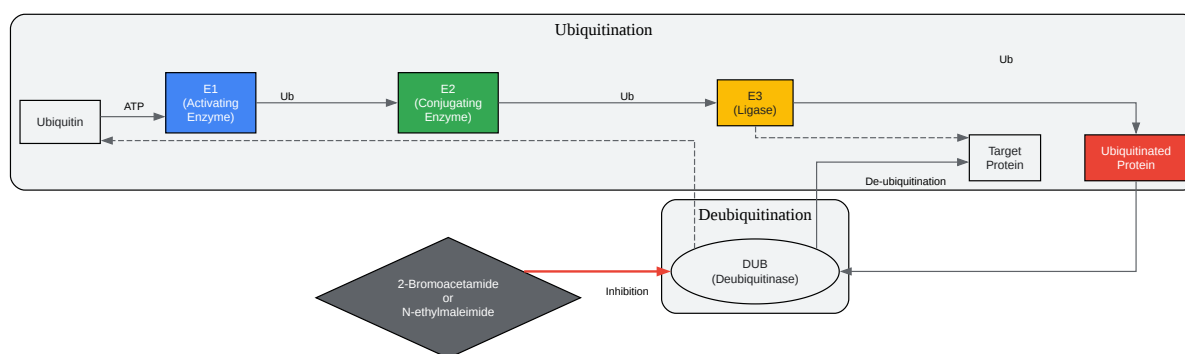 Ubiquitination
Ub
E1
(Activating
Enzyme)
E2
(Conjugating
Enzyme)
E3
(Ligase)
ATP
Ub
Ub
Ubiquitin
Target
Protein
Ubiquitinated
Protein
De-ubiquitination
Deubiquitination
DUB
(Deubiquitinase)
2-Bromoacetamide
or
N-ethylmaleimide
Inhibition